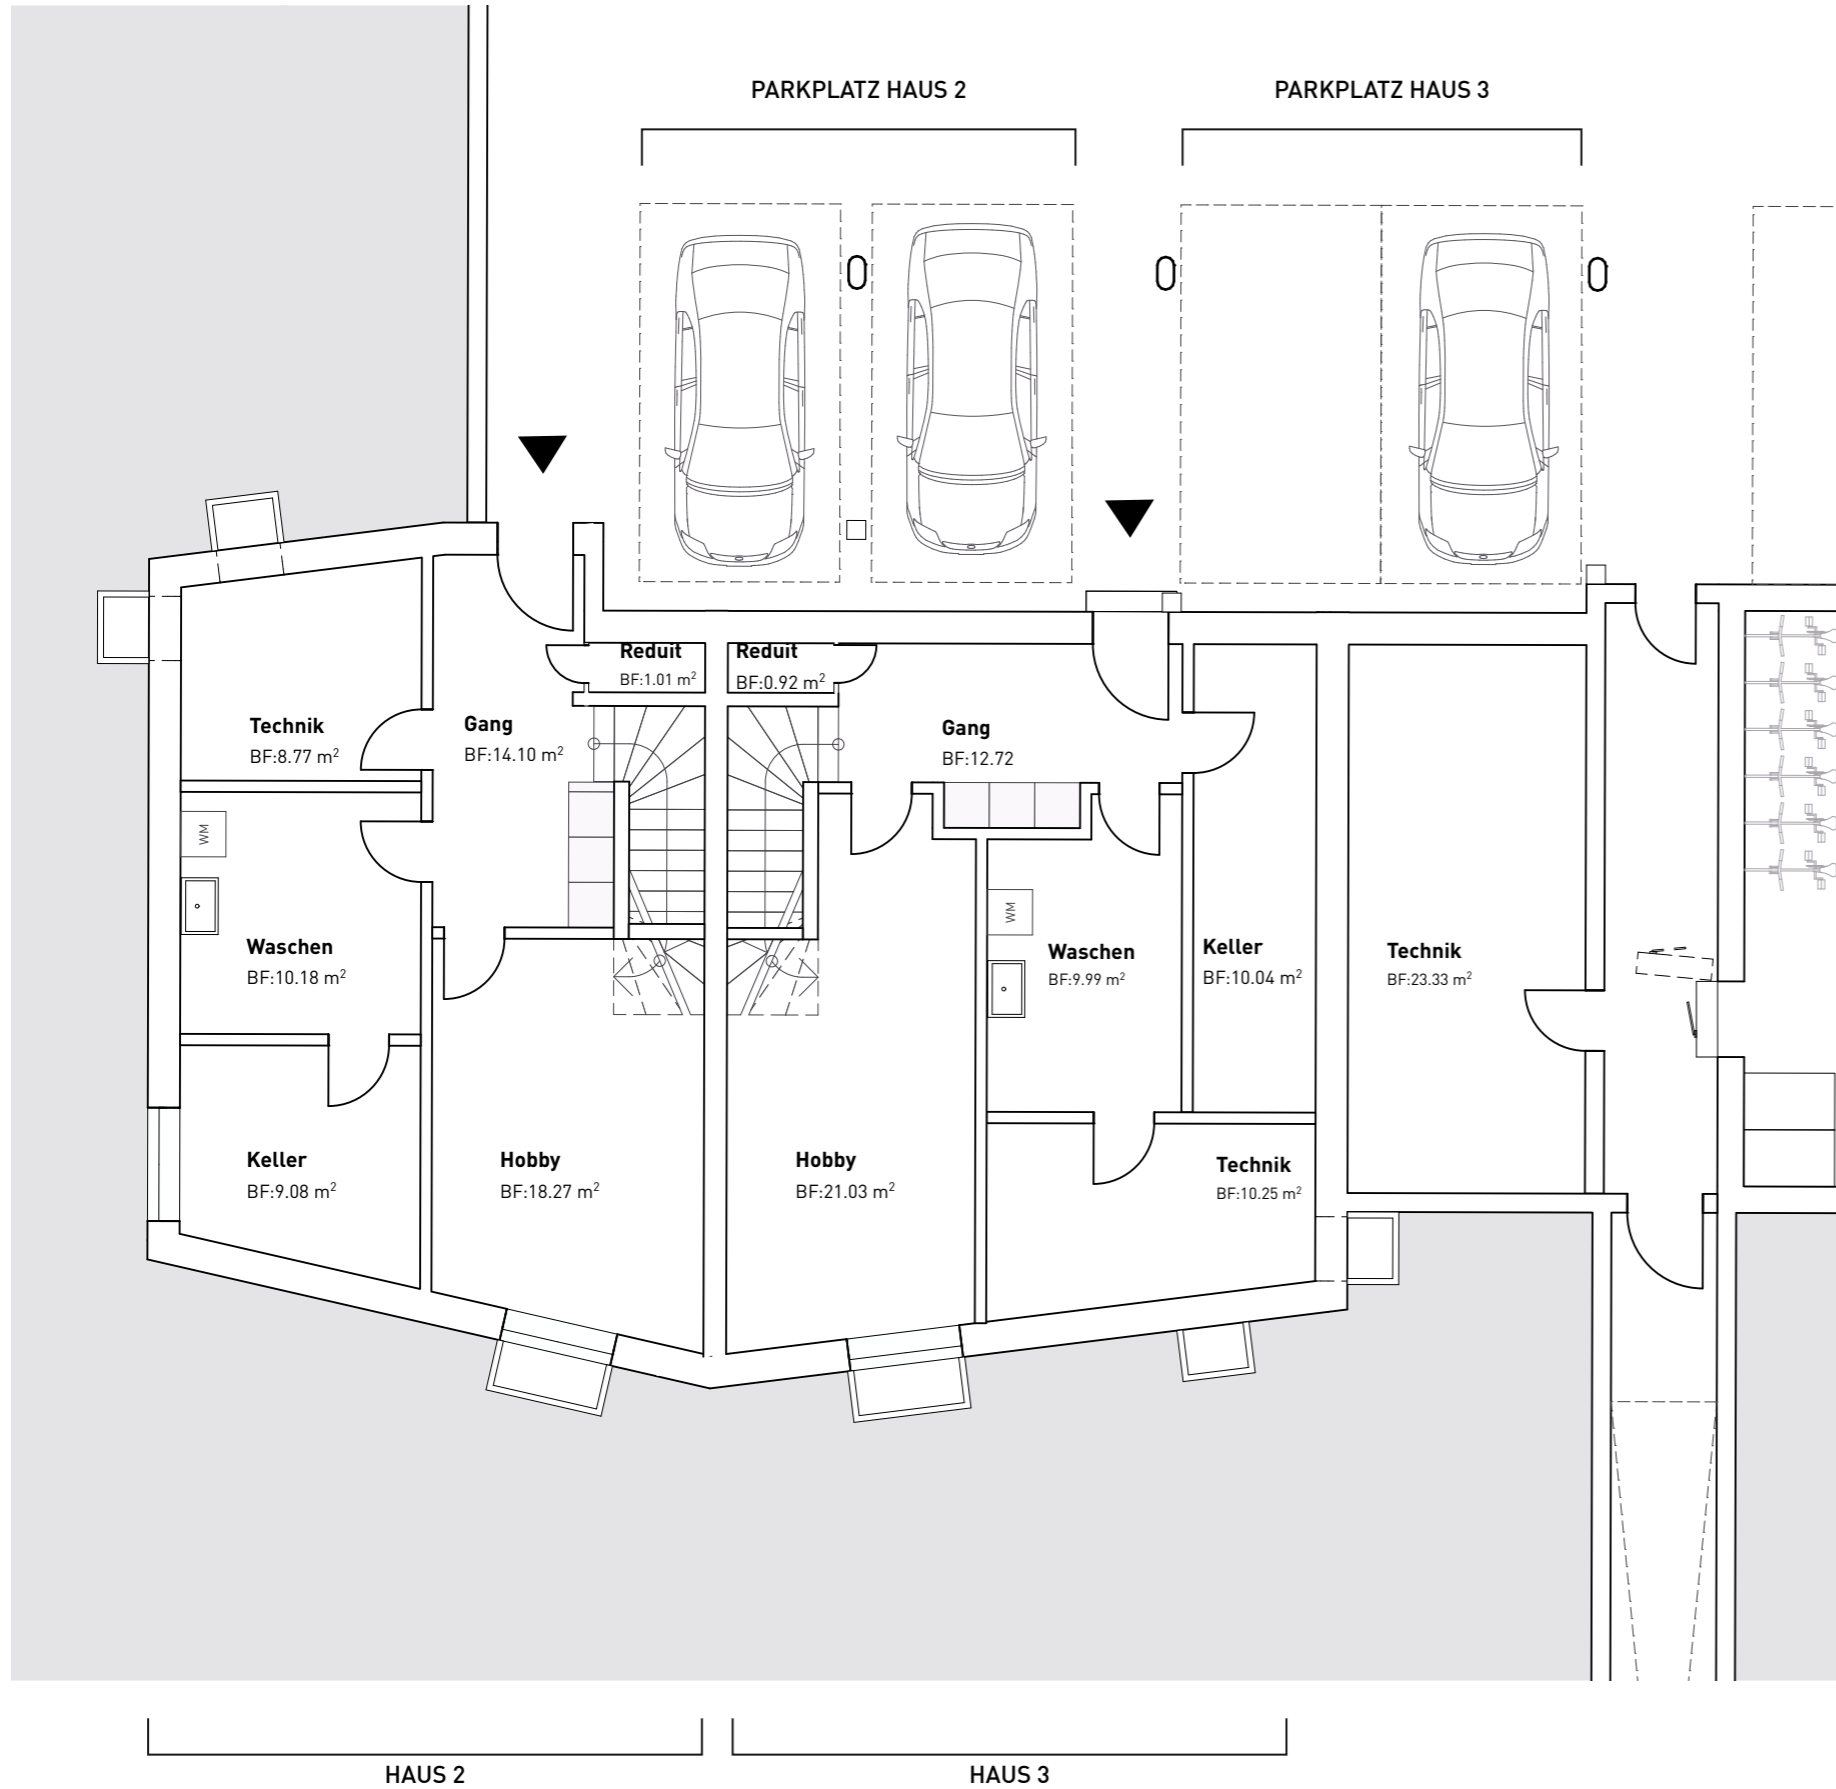 PARKPLATZ HAUS 2
PARKPLATZ HAUS 3
Reduit
BF:1.01 m²
Reduit
BF:0.92 m²
Technik
BF:8.77 m²
Gang
BF:14.10 m²
Gang
BF:12.72
WM
Waschen
BF:10.18 m²
WM
Waschen
BF:9.99 m²
Keller
BF:10.04 m²
Technik
BF:23.33 m²
Keller
BF:9.08 m²
Hobby
BF:18.27 m²
Hobby
BF:21.03 m²
Technik
BF:10.25 m²
HAUS 2
HAUS 3